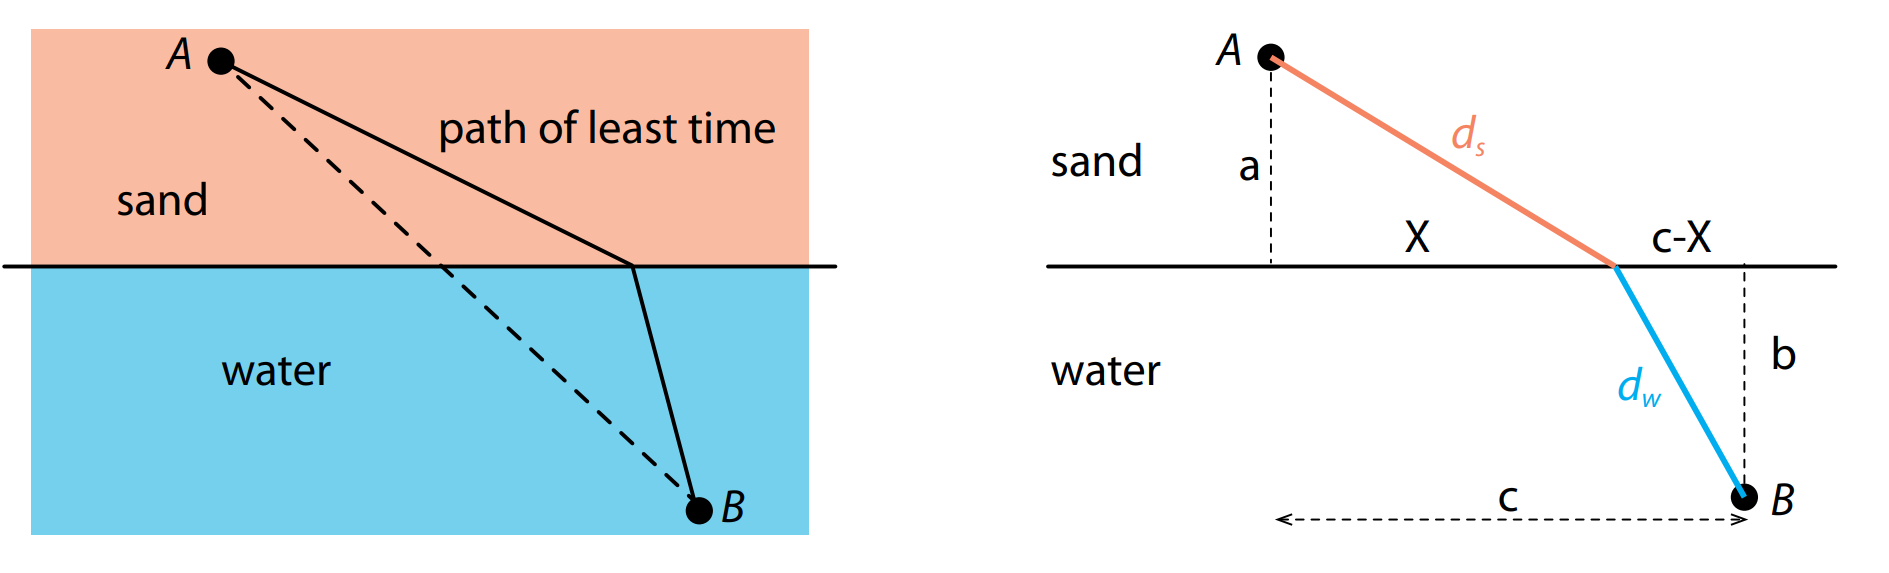 A
path of least time
sand
water
B
A
d_s
sand
a
X
c-X
water
b
d_w
c
B